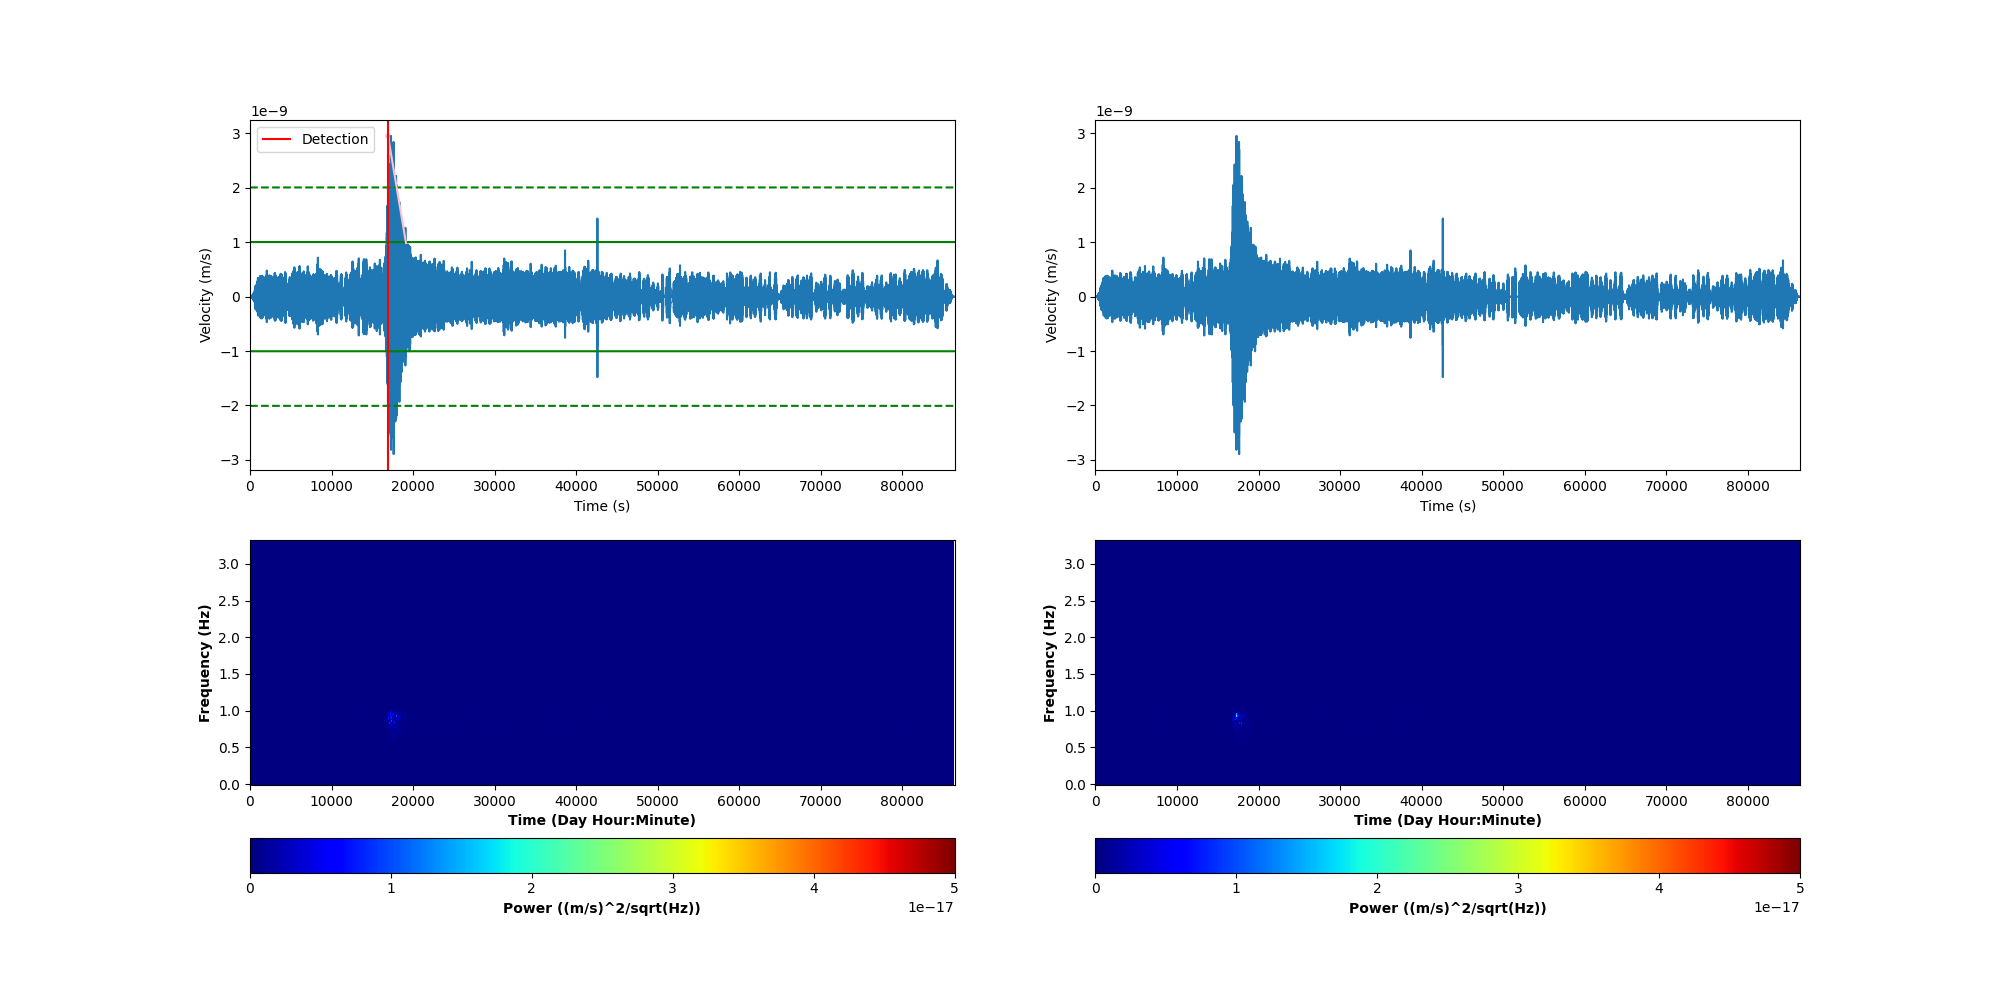 1e−9
Detection
3
2
1
0
−1
−2
−3
Velocity (m/s)
0 10000 20000 30000 40000 50000 60000 70000 80000
Time (s)
1e−9
3
2
1
0
−1
−2
−3
Velocity (m/s)
0 10000 20000 30000 40000 50000 60000 70000 80000
Time (s)
3.0
2.5
2.0
1.5
1.0
0.5
0.0
Frequency (Hz)
0 10000 20000 30000 40000 50000 60000 70000 80000
Time (Day Hour:Minute)
0 1 2 3 4 5
1e−17
Power ((m/s)^2/sqrt(Hz))
3.0
2.5
2.0
1.5
1.0
0.5
0.0
Frequency (Hz)
0 10000 20000 30000 40000 50000 60000 70000 80000
Time (Day Hour:Minute)
0 1 2 3 4 5
1e−17
Power ((m/s)^2/sqrt(Hz))